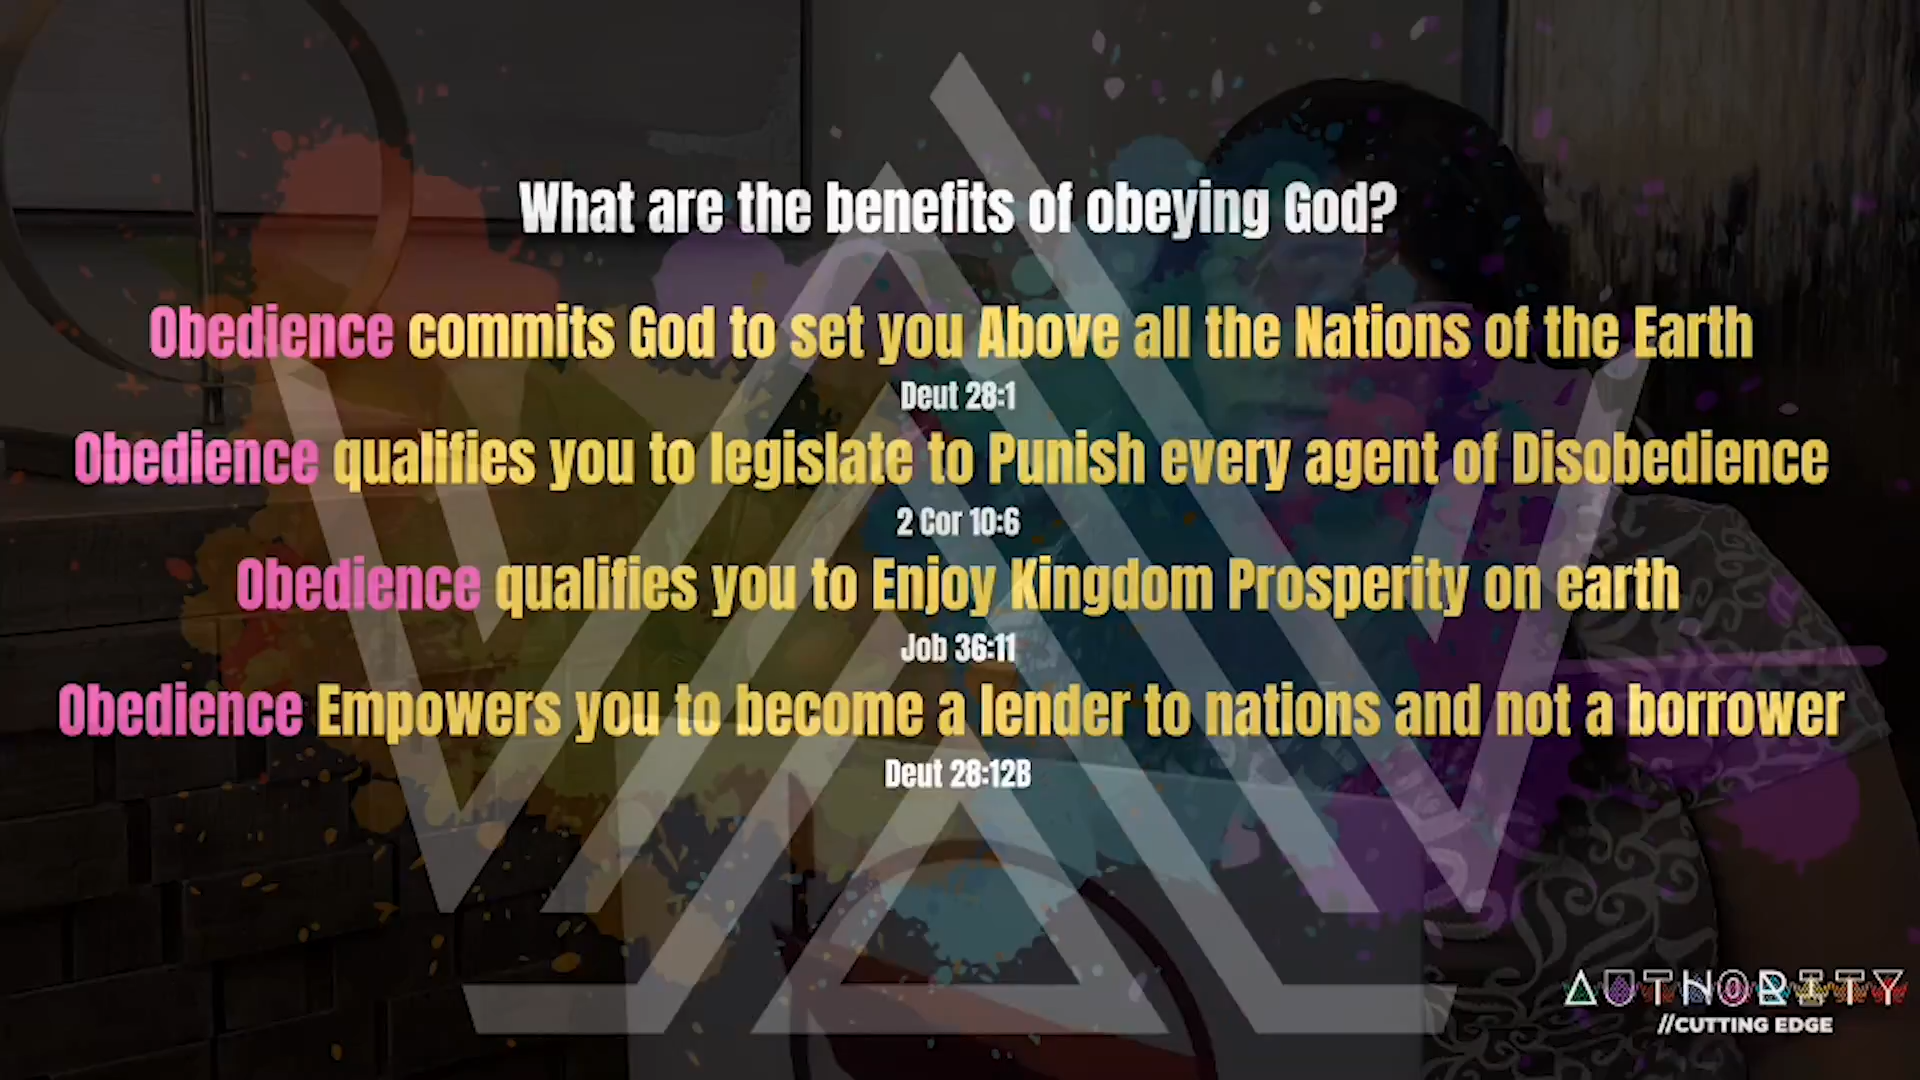 What are the benefits of obeying God?
Obedience commits God to set you Above all the Nations of the Earth
Deut 28:1
Obedience qualifies you to legislate to Punish every agent of Disobedience
2 Cor 10:6
Obedience qualifies you to Enjoy Kingdom Prosperity on earth
Job 36:11
Obedience Empowers you to become a lender to nations and not a borrower
Deut 28:12B
AUTHORITY
//CUTTING EDGE